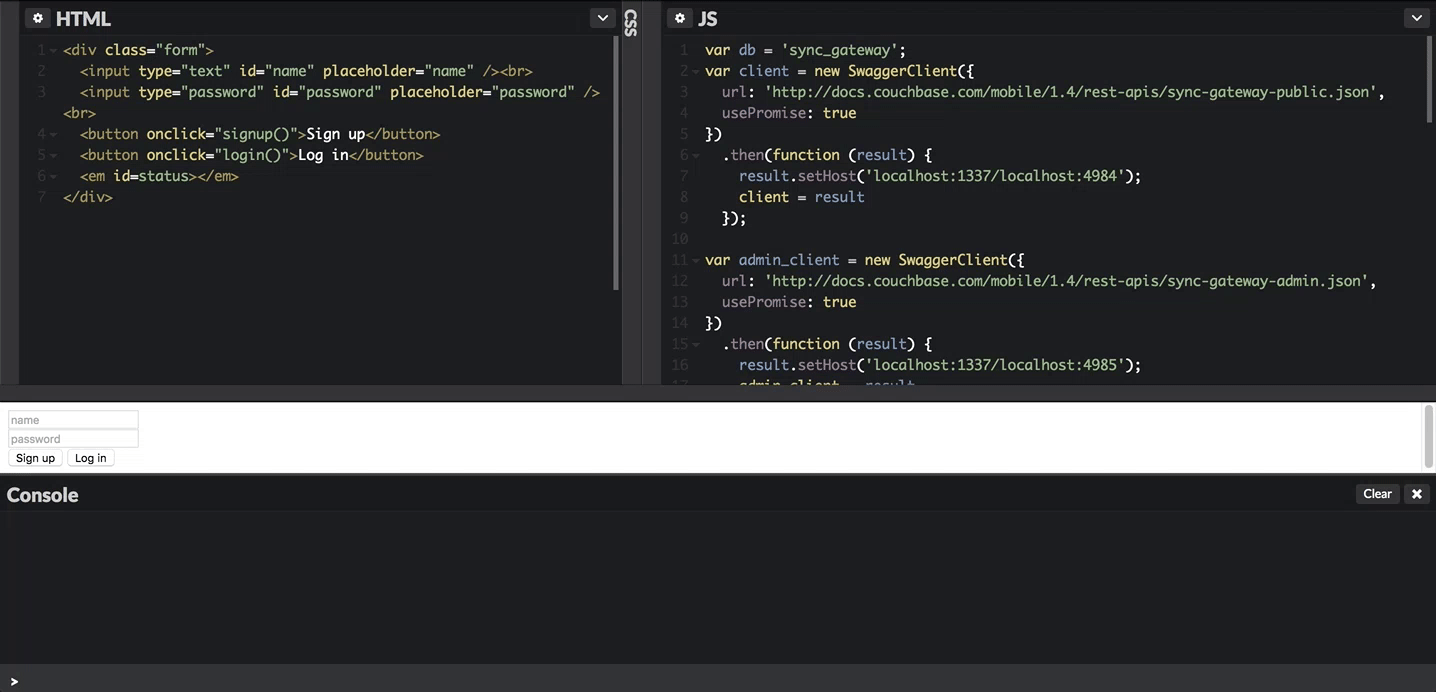 HTML
1 <div class="form">
2 <input type="text" id="name" placeholder="name" /><br>
3 <input type="password" id="password" placeholder="password" />
<br>
4 <button onclick="signup()">Sign up</button>
5 <button onclick="login()">Log in</button>
6 <em id=status></em>
7 </div>
CSS
JS
1 var db = 'sync_gateway';
2 var client = new SwaggerClient({
3 url: 'http://docs.couchbase.com/mobile/1.4/rest-apis/sync-gateway-public.json',
4 usePromise: true
5 })
6 .then(function (result) {
7 result.setHost('localhost:1337/localhost:4984');
8 client = result
9 });
10
11 var admin_client = new SwaggerClient({
12 url: 'http://docs.couchbase.com/mobile/1.4/rest-apis/sync-gateway-admin.json',
13 usePromise: true
14 })
15 .then(function (result) {
16 result.setHost('localhost:1337/localhost:4985');
17 admin_client = result
name
password
Sign up Log in
Console
Clear
>